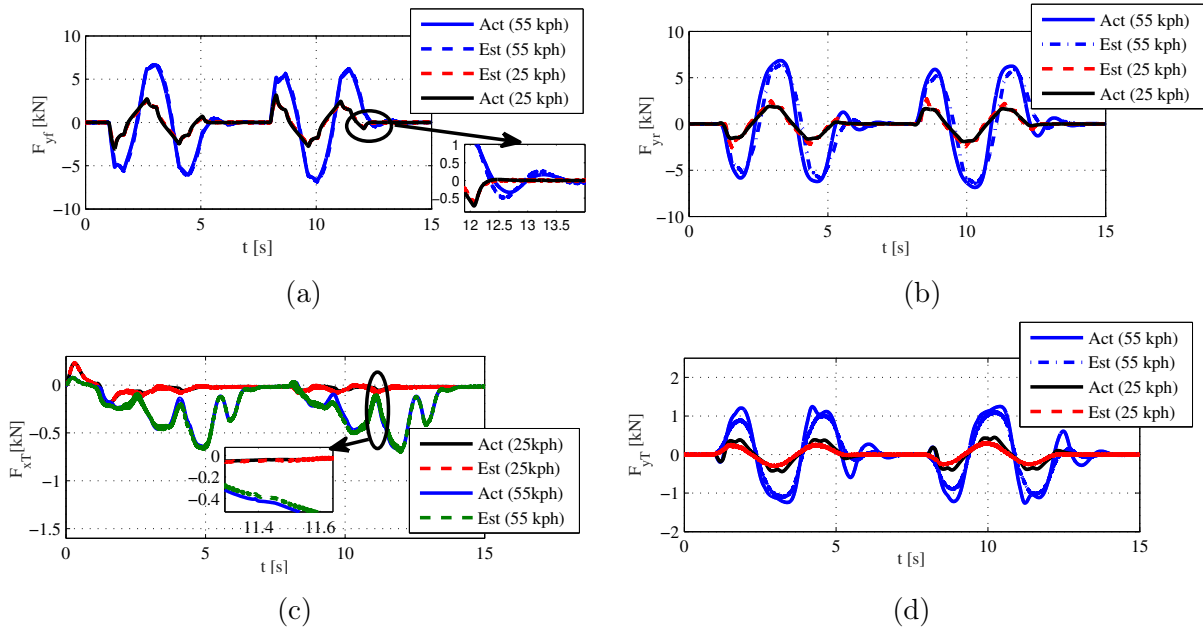 Act (55 kph)
Est (55 kph)
Est (25 kph)
Act (25 kph)
10
5
0
−5
−10
F_yf [kN]
0 5 10 15
t [s]
1
0.5
0
−0.5
12 12.5 13 13.5
(a)
Act (55 kph)
Est (55 kph)
Est (25 kph)
Act (25 kph)
10
5
0
−5
−10
F_yr [kN]
0 5 10 15
t [s]
(b)
0
−0.5
−1
−1.5
F_xT [kN]
0 5 10 15
t [s]
0
−0.2
−0.4
11.4 11.6
Act (25kph)
Est (25kph)
Act (55kph)
Est (55 kph)
(c)
Act (55 kph)
Est (55 kph)
Act (25 kph)
Est (25 kph)
2
1
0
−1
−2
F_yT [kN]
0 5 10 15
t [s]
(d)